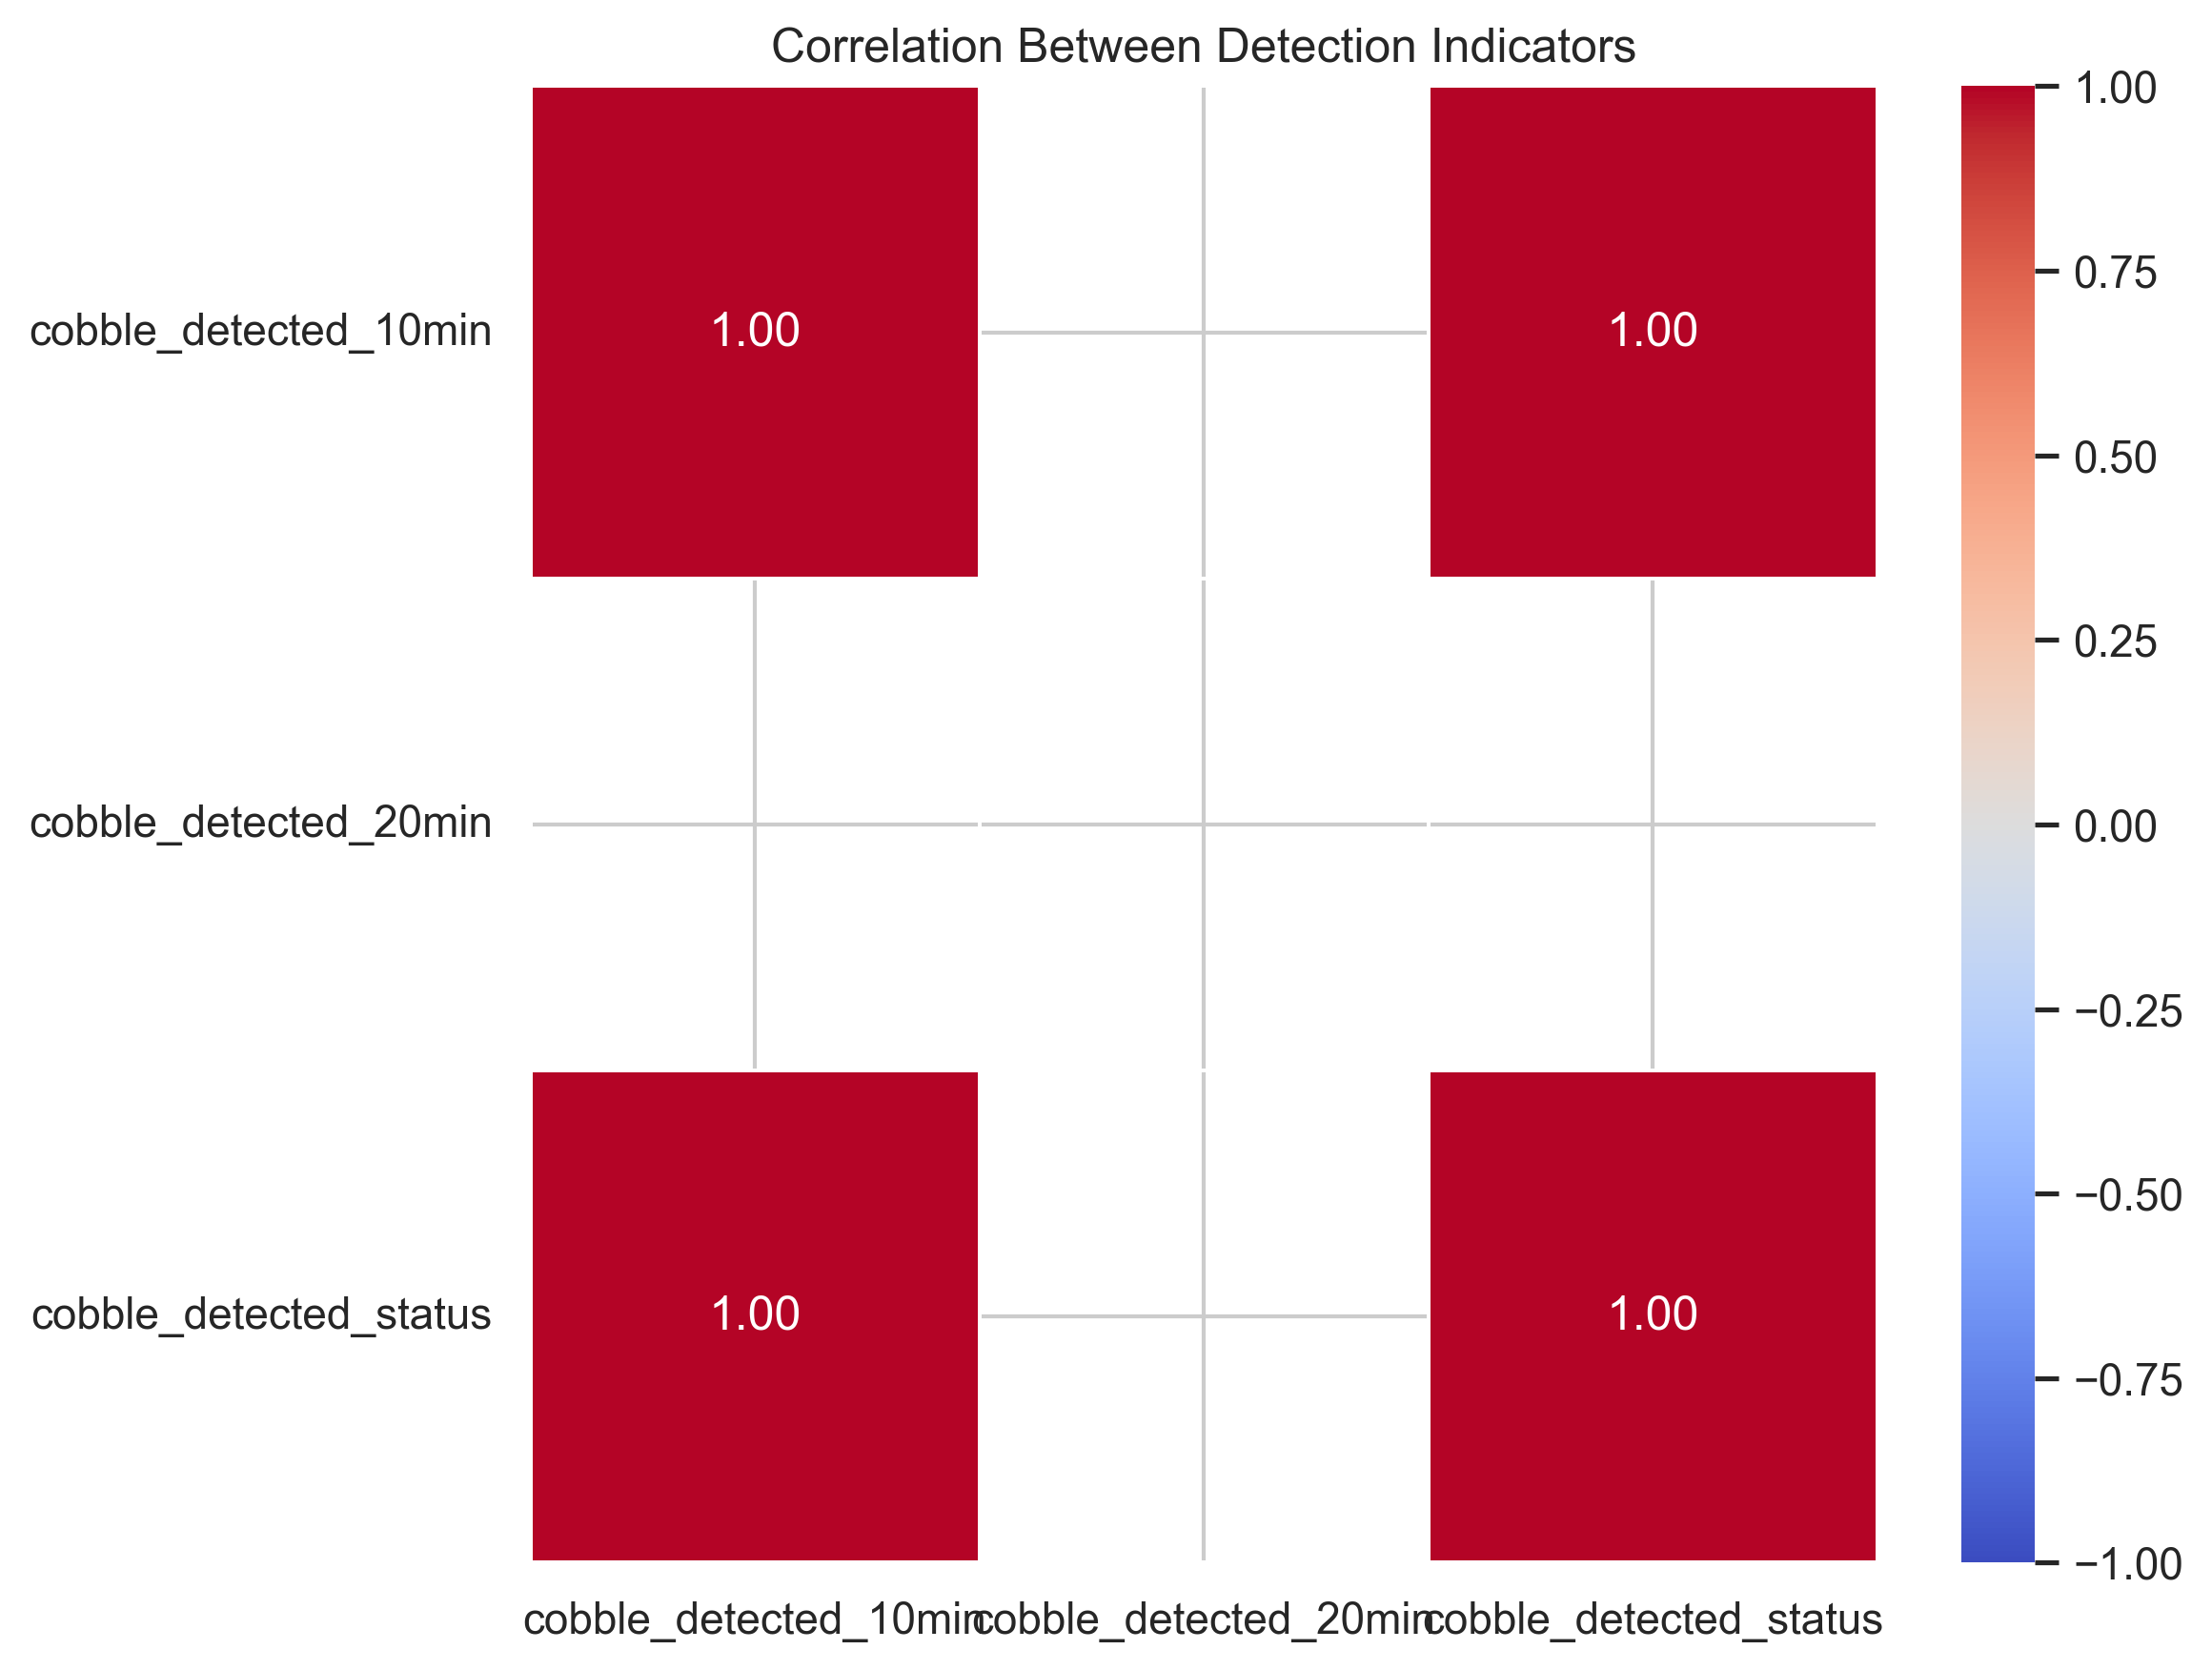 Correlation Between Detection Indicators
cobble_detected_10min
1.00
1.00
cobble_detected_20min
cobble_detected_status
1.00
1.00
cobble_detected_10min
cobble_detected_20min
cobble_detected_status
1.00
0.75
0.50
0.25
0.00
−0.25
−0.50
−0.75
−1.00